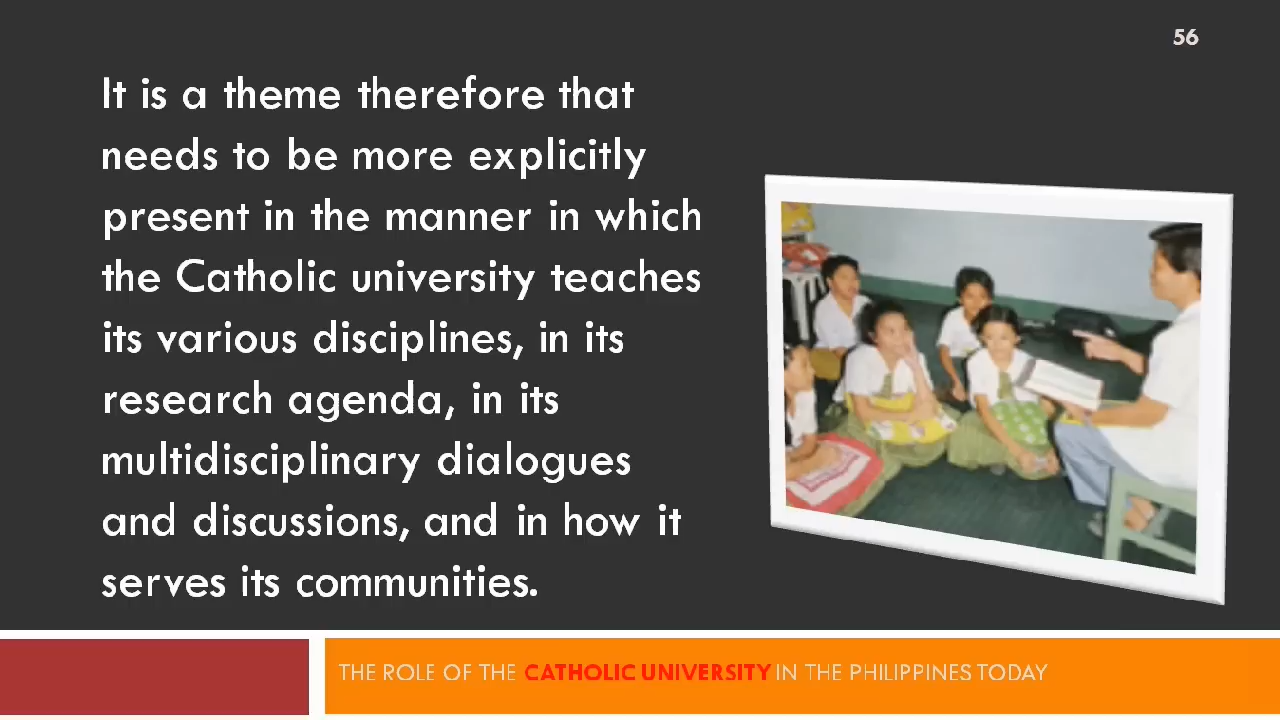 56
It is a theme therefore that
needs to be more explicitly
present in the manner in which
the Catholic university teaches
its various disciplines, in its
research agenda, in its
multidisciplinary dialogues
and discussions, and in how it
serves its communities.
THE ROLE OF THE CATHOLIC UNIVERSITY IN THE PHILIPPINES TODAY